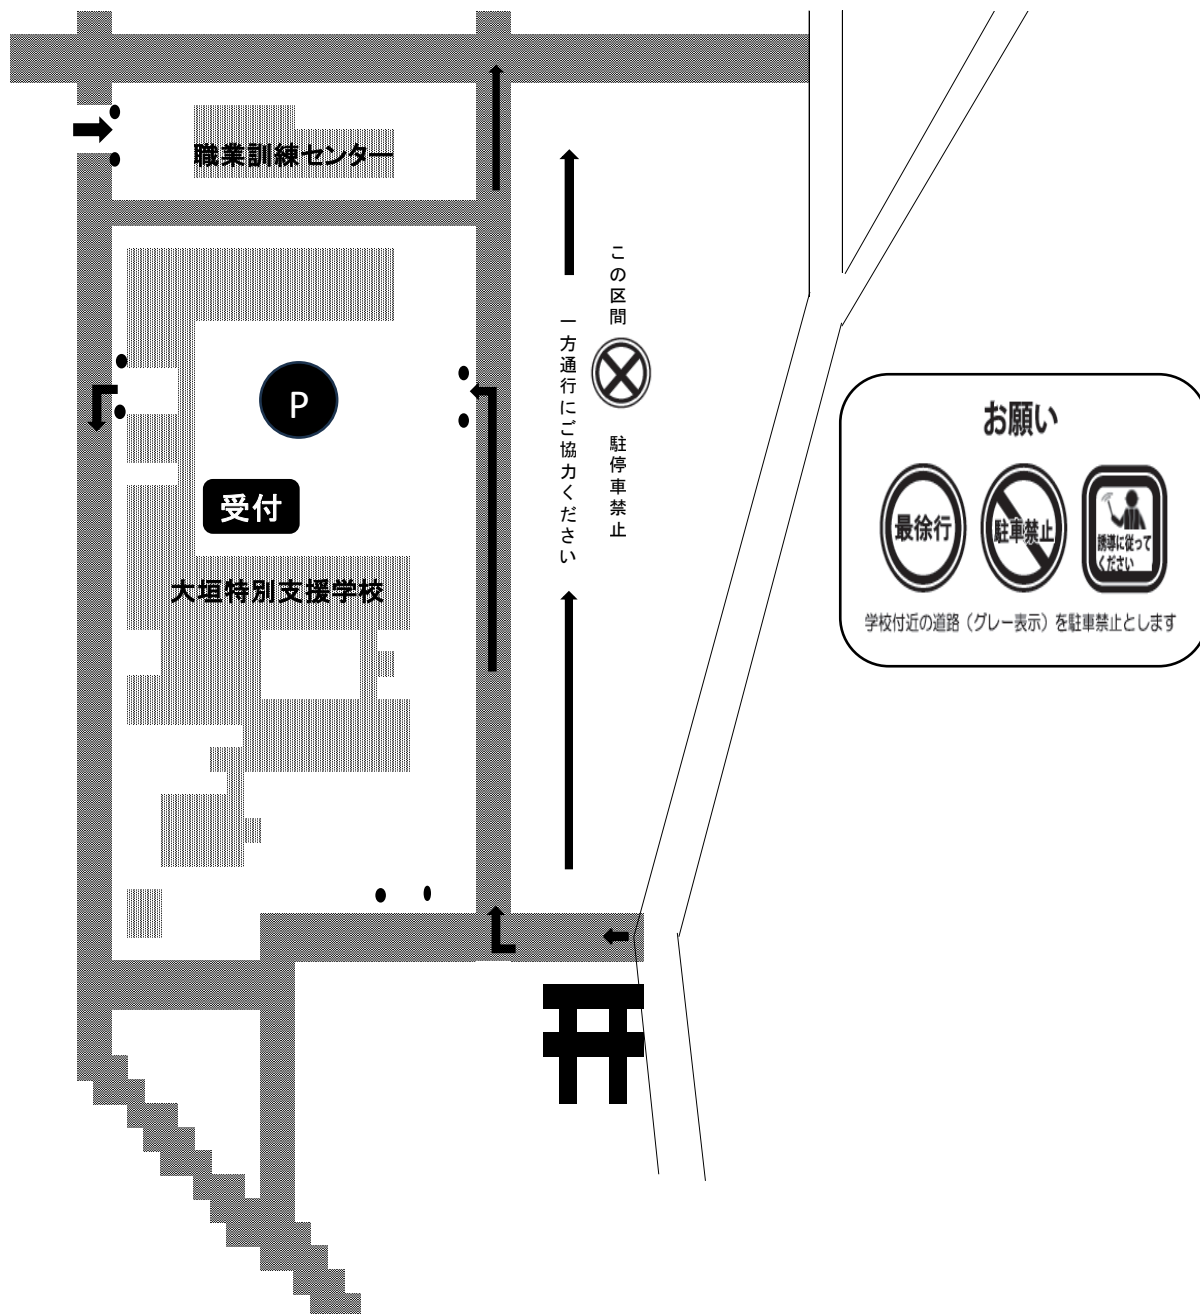 職業訓練センター
この区間
駐停車禁止
一方通行にご協力ください
P
受付
大垣特別支援学校
お願い
最徐行
駐車禁止
誘導に従って
ください
学校付近の道路（グレー表示）を駐車禁止とします